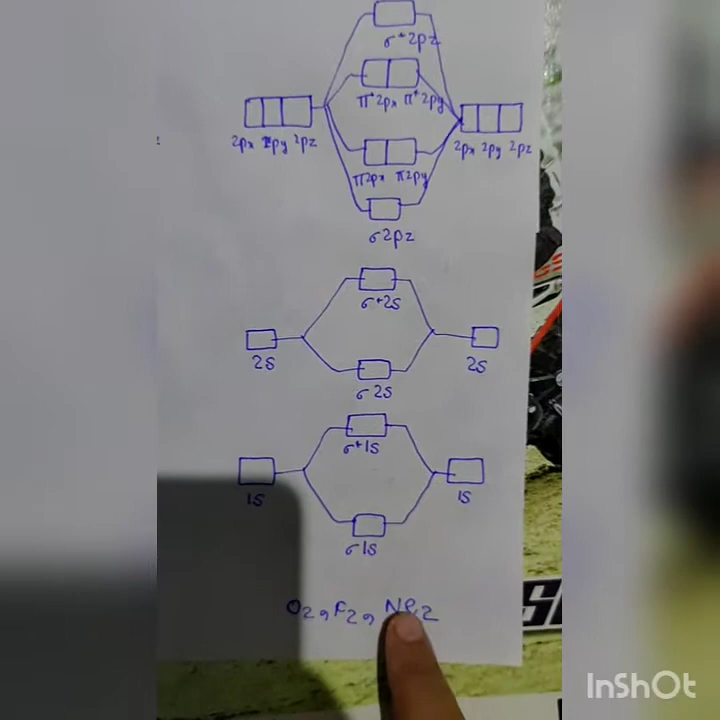 σ*2pz
π*2px π*2py
2px 2py 2pz
2px 2py 2pz
π2px π2py
σ2pz
σ*2s
2s
2s
σ2s
σ*1s
1s
1s
σ1s
O2, F2, Ne2
InShOt